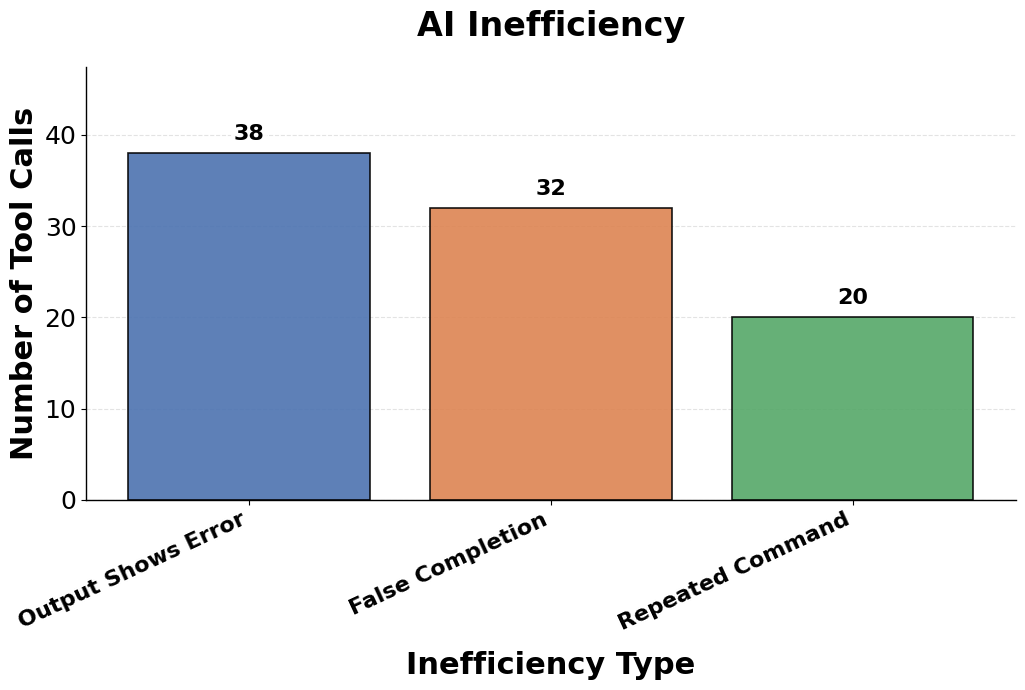 AI Inefficiency
Number of Tool Calls
40
30
20
10
0
38
32
20
Output Shows Error
False Completion
Repeated Command
Inefficiency Type